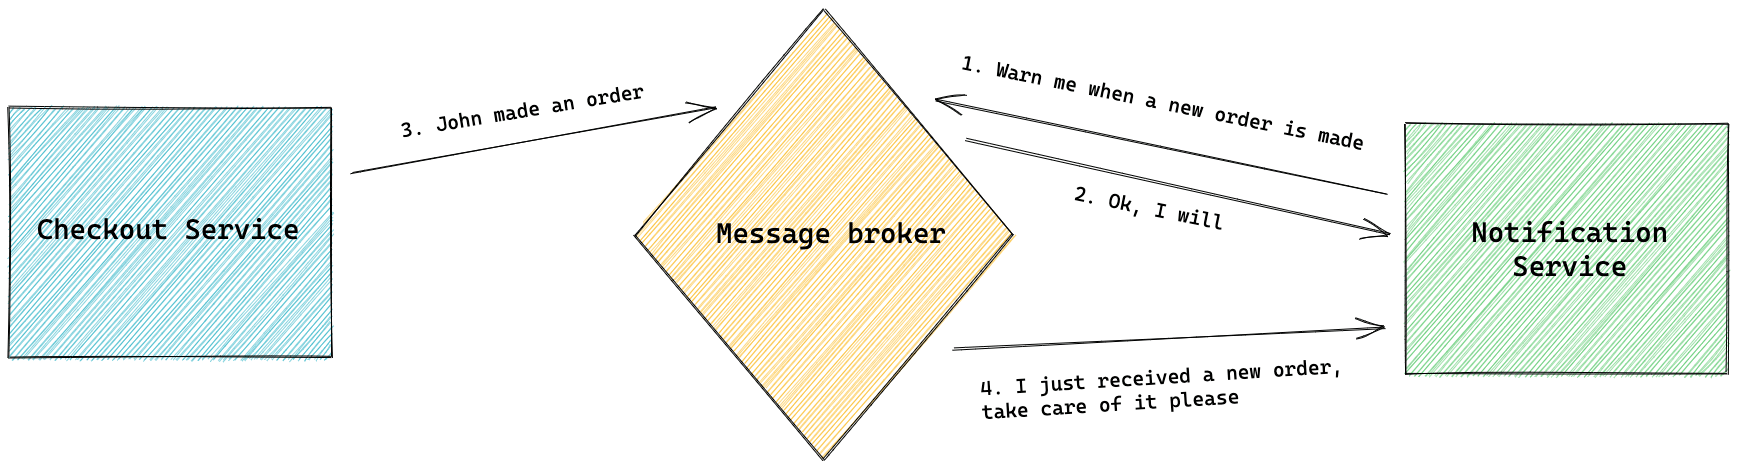 Checkout Service
3. John made an order
Message broker
1. Warn me when a new order is made
2. Ok, I will
4. I just received a new order,
take care of it please
Notification
Service